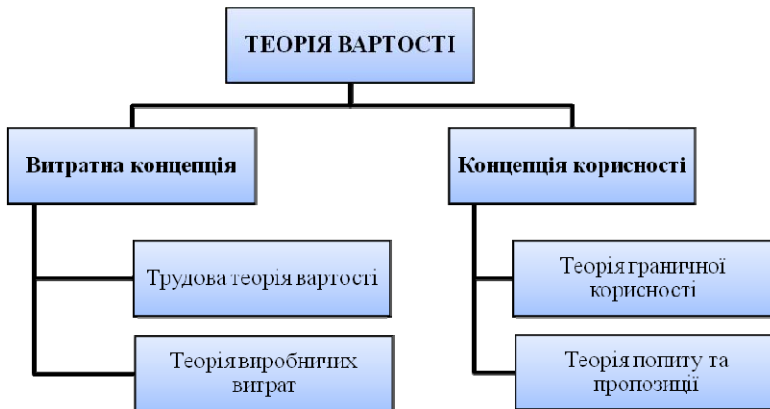 ТЕОРІЯ ВАРТОСТІ
Витратна концепція
Концепція корисності
Трудова теорія вартості
Теорія виробничих
витрат
Теорія граничної
корисності
Теорія попиту та
пропозиції